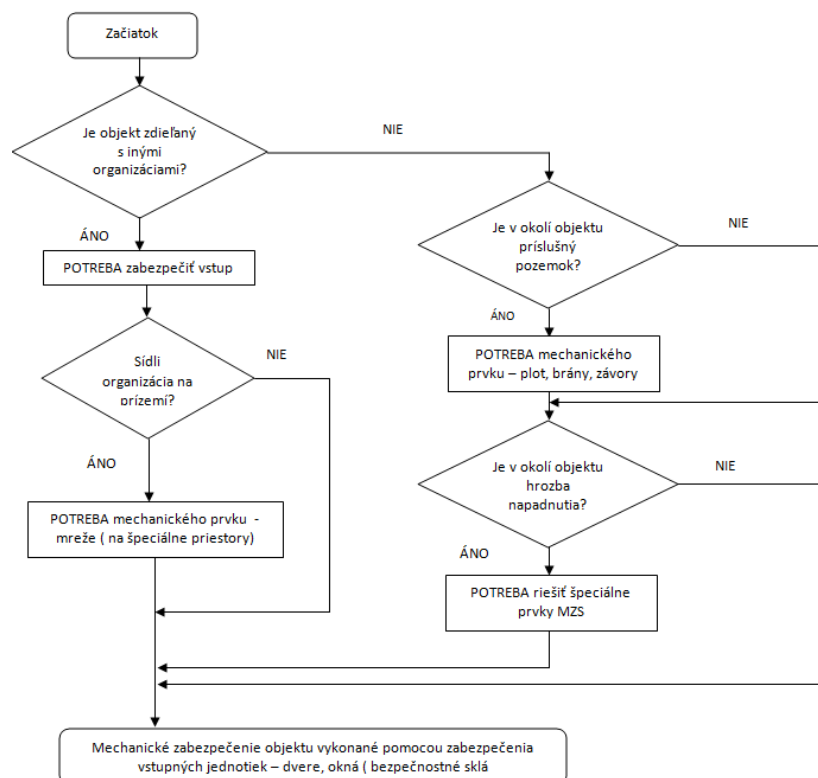 Začiatok
Je objekt zdieľaný
s inými
organizáciami?
NIE
ÁNO
POTREBA zabezpečiť vstup
Sídli
organizácia na
prízemí?
NIE
ÁNO
POTREBA mechanického prvku -
mreže ( na špeciálne priestory)
Je v okolí objektu
príslušný
pozemok?
NIE
ÁNO
POTREBA mechanického
prvku – plot, brány, závory
Je v okolí objektu
hrozba
napadnutia?
NIE
ÁNO
POTREBA riešiť špeciálne
prvky MZS
Mechanické zabezpečenie objektu vykonané pomocou zabezpečenia
vstupných jednotiek – dvere, okná ( bezpečnostné sklá